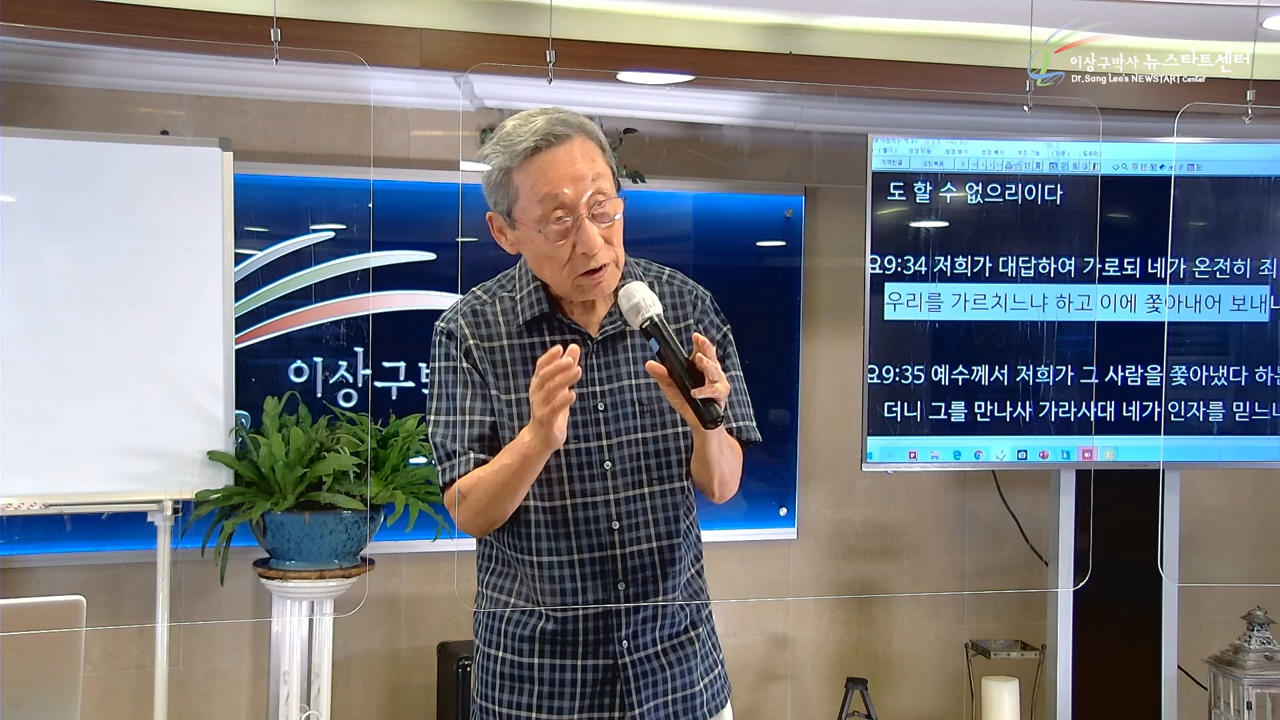 이상구박사 뉴스타트센터
Dr. Sang Lee's NEWSTART Center
이상구
도 할 수 없으리이다
요9:34 저희가 대답하여 가로되 네가 온전히 죄
우리를 가르치느냐 하고 이에 쫓아내어 보내
요9:35 예수께서 저희가 그 사람을 쫓아냈다 하
더니 그를 만나사 가라사대 네가 인자를 믿느